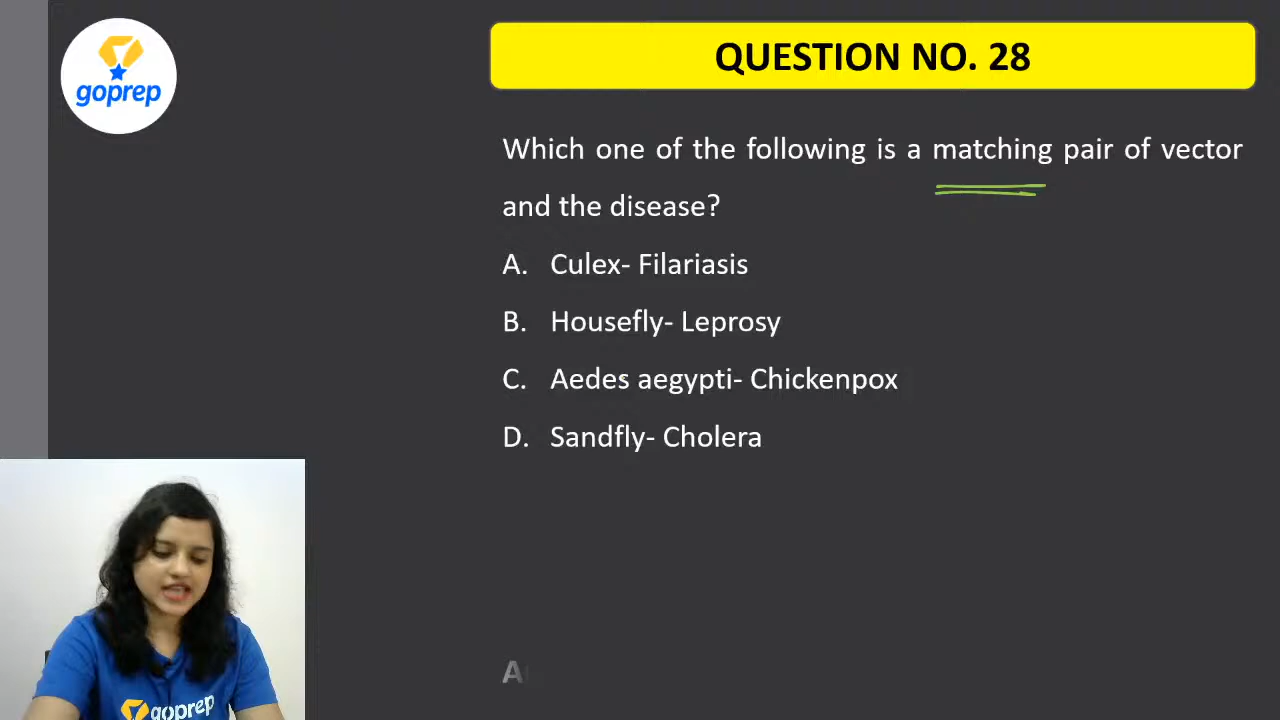 goprep
QUESTION NO. 28
Which one of the following is a matching pair of vector
and the disease?
A. Culex- Filariasis
B. Housefly- Leprosy
C. Aedes aegypti- Chickenpox
D. Sandfly- Cholera
A
goprep